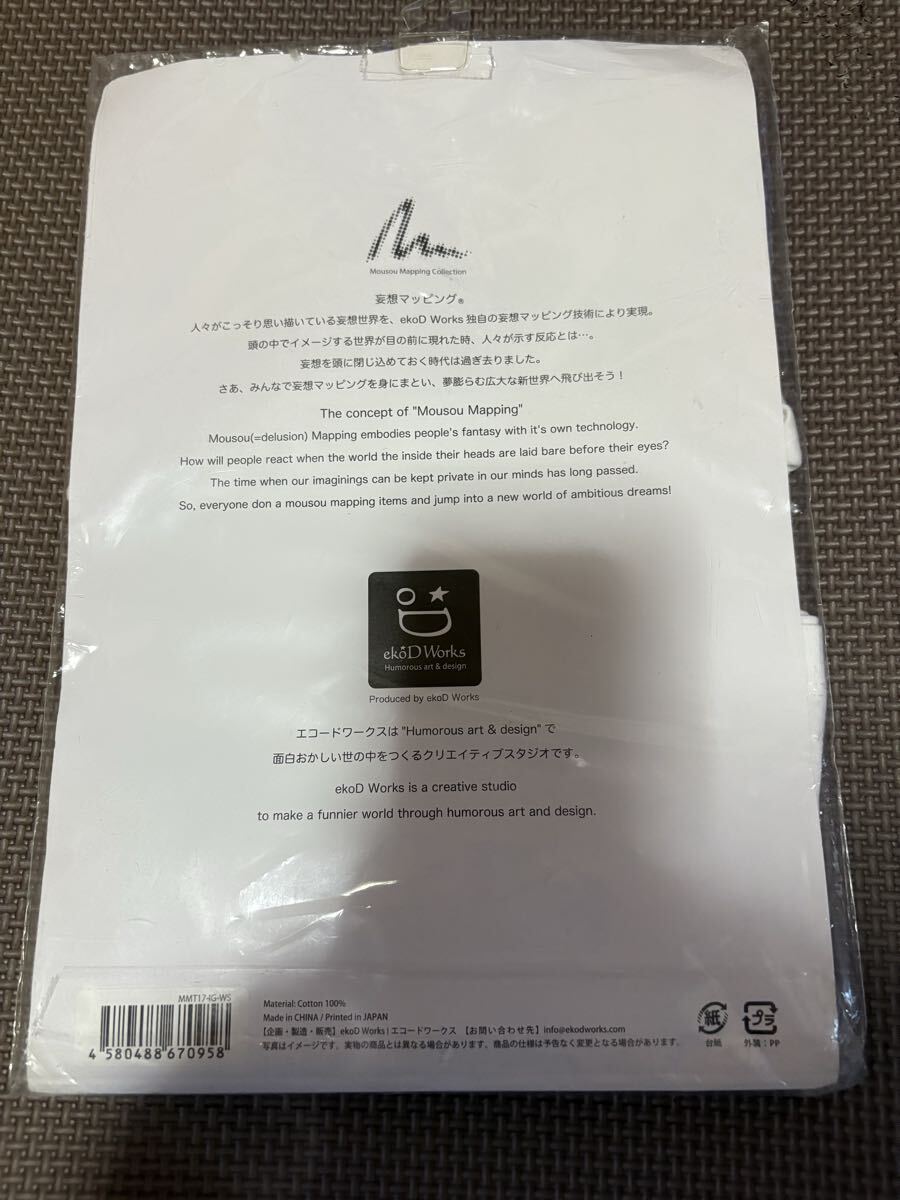 Mousou Mapping Collection
妄想マッピング®
人々がこっそり思い描いている妄想世界を、ekoD Works 独自の妄想マッピング技術により実現。
頭の中でイメージする世界が目の前に現れた時、人々が示す反応とは…。
妄想を頭に閉じ込めておく時代は過ぎ去りました。
さあ、みんなで妄想マッピングを身にまとい、夢膨らむ広大な新世界へ飛び出そう！
The concept of "Mousou Mapping"
Mousou(=delusion) Mapping embodies people's fantasy with it's own technology.
How will people react when the world the inside their heads are laid bare before their eyes?
The time when our imaginings can be kept private in our minds has long passed.
So, everyone don a mousou mapping items and jump into a new world of ambitious dreams!
ekoD Works
Humorous art & design
Produced by ekoD Works
エコードワークスは "Humorous art & design" で
面白おかしい世の中をつくるクリエイティブスタジオです。
ekoD Works is a creative studio
to make a funnier world through humorous art and design.
MMT17-IG-WS
4 580488 670958
Material: Cotton 100%
Made in CHINA / Printed in JAPAN
【企画・製造・販売】ekoD Works | エコードワークス 【お問い合わせ先】info@ekodworks.com
*写真はイメージです。実物の商品とは異なる場合があります。商品の仕様は予告なく変更となる場合があります。
紙
台紙
プラ
外装：PP